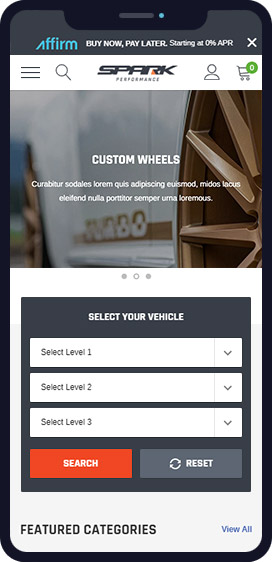 affirm BUY NOW, PAY LATER. Starting at 0% APR
SPARK
PERFORMANCE
0
CUSTOM WHEELS
Curabitur sodales lorem quis adipiscing euismod, midos lacus
eleifend nulla porttitor semper urna loremous.
SELECT YOUR VEHICLE
Select Level 1
Select Level 2
Select Level 3
SEARCH RESET
FEATURED CATEGORIES View All